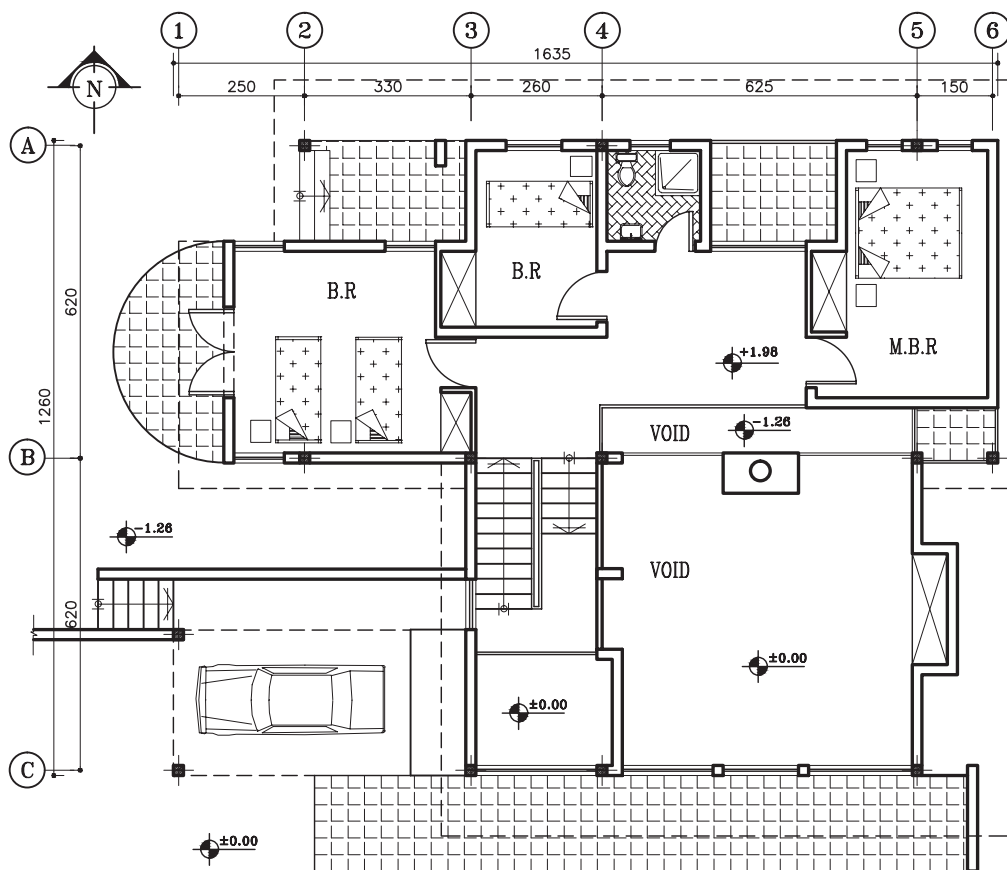 1 2 3 4 5 6
1635
250 330 260 625 150
N
A
B.R
B.R
M.B.R
620
1260
+1.98
VOID
-1.26
B
-1.26
VOID
620
±0.00
±0.00
C
±0.00